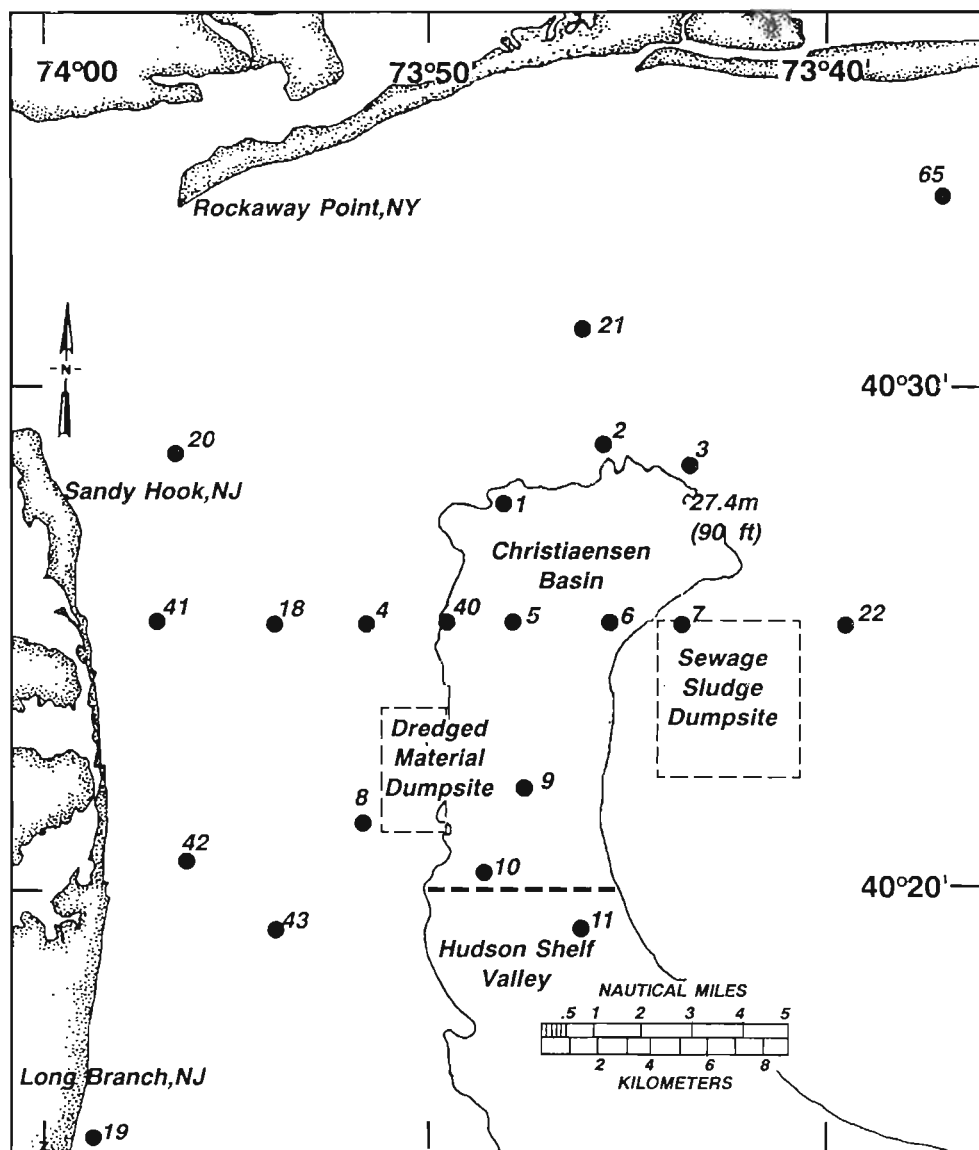 74°00
73°50
73°40'
65
Rockaway Point,NY
21
-N-
40°30'
2
20
3
Sandy Hook,NJ
1
27.4m
(90 ft)
Christiaensen
Basin
41
18
4
40
5
6
7
22
Sewage
Sludge
Dumpsite
Dredged
Material
Dumpsite
9
8
42
10
40°20'
43
11
Hudson Shelf
Valley
NAUTICAL MILES
.5 1 2 3 4 5
2 4 6 8
KILOMETERS
Long Branch,NJ
19